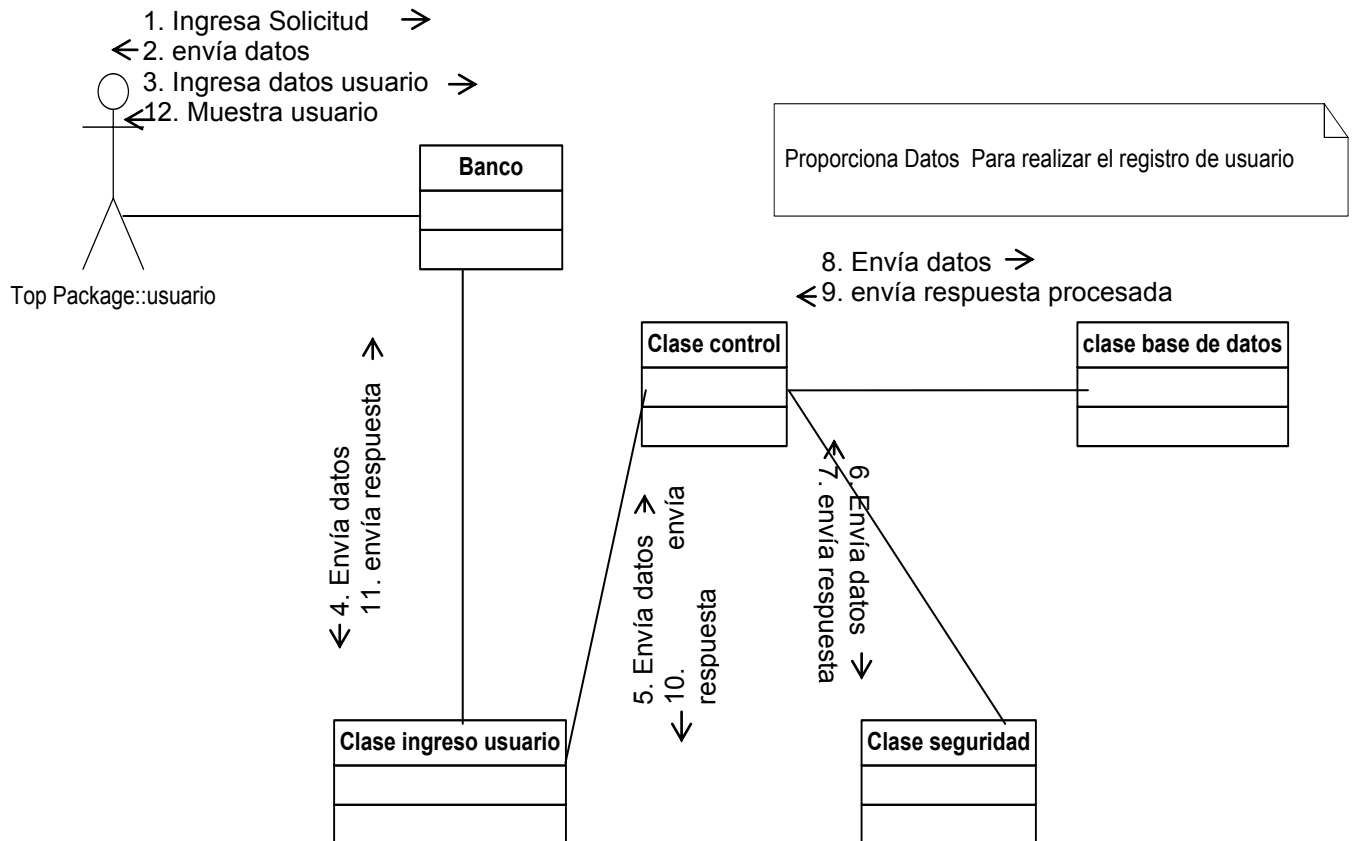 1. Ingresa Solicitud
2. envía datos
3. Ingresa datos usuario
12. Muestra usuario
Banco
Proporciona Datos Para realizar el registro de usuario
Top Package::usuario
8. Envía datos
9. envía respuesta procesada
Clase control
clase base de datos
4. Envía datos
11. envía respuesta
5. Envía datos
10. envía
respuesta
6. Envía datos
7. envía respuesta
Clase ingreso usuario
Clase seguridad